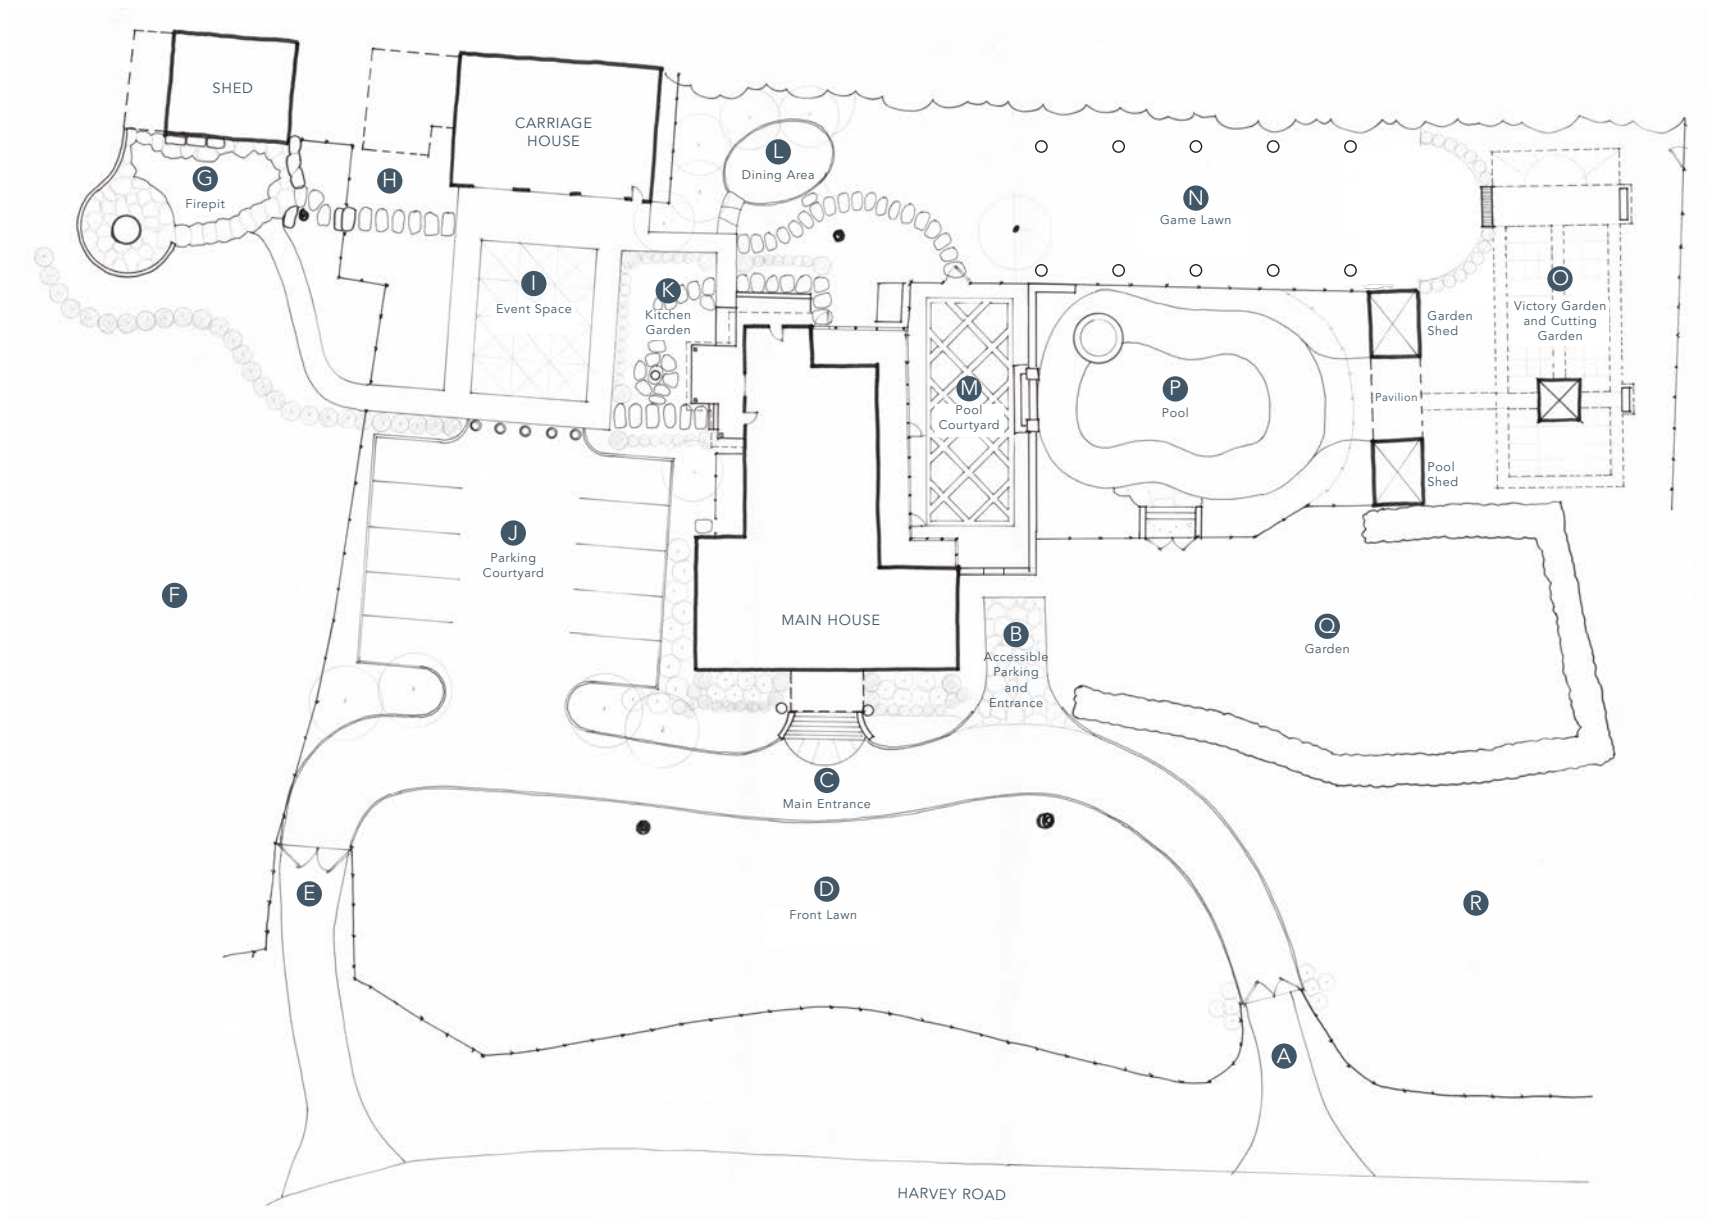 SHED
CARRIAGE
HOUSE
G
Firepit
H
L
Dining Area
N
Game Lawn
I
Event Space
K
Kitchen
Garden
O
Victory Garden
and Cutting
Garden
Garden
Shed
M
Pool
Courtyard
P
Pool
Pavilion
Pool
Shed
J
Parking
Courtyard
F
MAIN HOUSE
B
Accessible
Parking
and
Entrance
Q
Garden
C
Main Entrance
E
D
Front Lawn
R
A
HARVEY ROAD